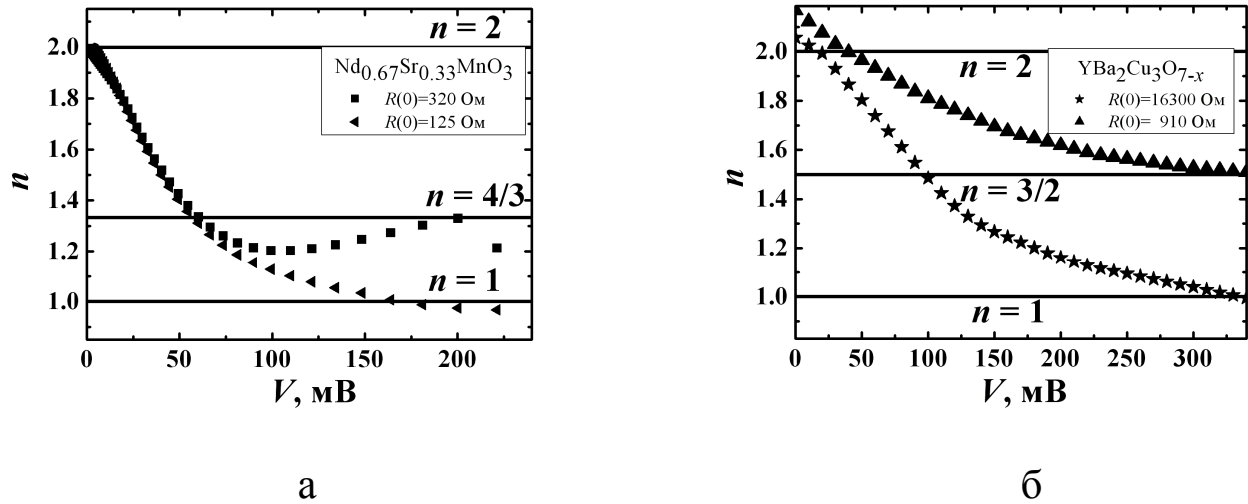 n = 2
Nd0.67Sr0.33MnO3
R(0)=320 Ом
R(0)=125 Ом
n = 4/3
n = 1
n
2.0
1.8
1.6
1.4
1.2
1.0
0 50 100 150 200
V, мВ
а
n = 2
YBa2Cu3O7-x
R(0)=16300 Ом
R(0)= 910 Ом
n = 3/2
n = 1
n
2.0
1.8
1.6
1.4
1.2
1.0
0 50 100 150 200 250 300
V, мВ
б